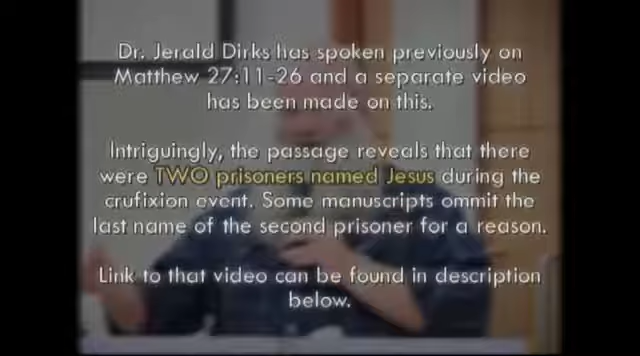 Dr. Jerald Dirks has spoken previously on
Matthew 27:11-26 and a separate video
has been made on this.
Intriguingly, the passage reveals that there
were TWO prisoners named Jesus during the
crufixion event. Some manuscripts ommit the
last name of the second prisoner for a reason.
Link to that video can be found in description
below.